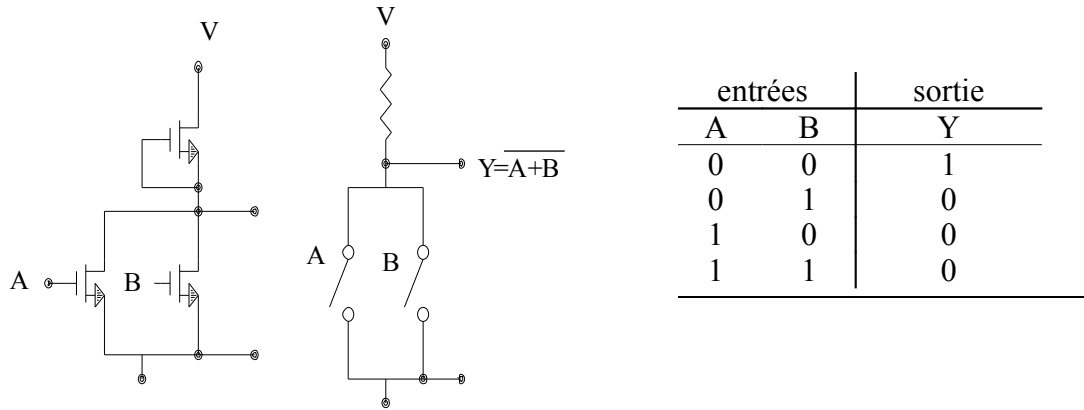 V
A
B
V
Y=A+B
A
B
entrées sortie
A B Y
0 0 1
0 1 0
1 0 0
1 1 0